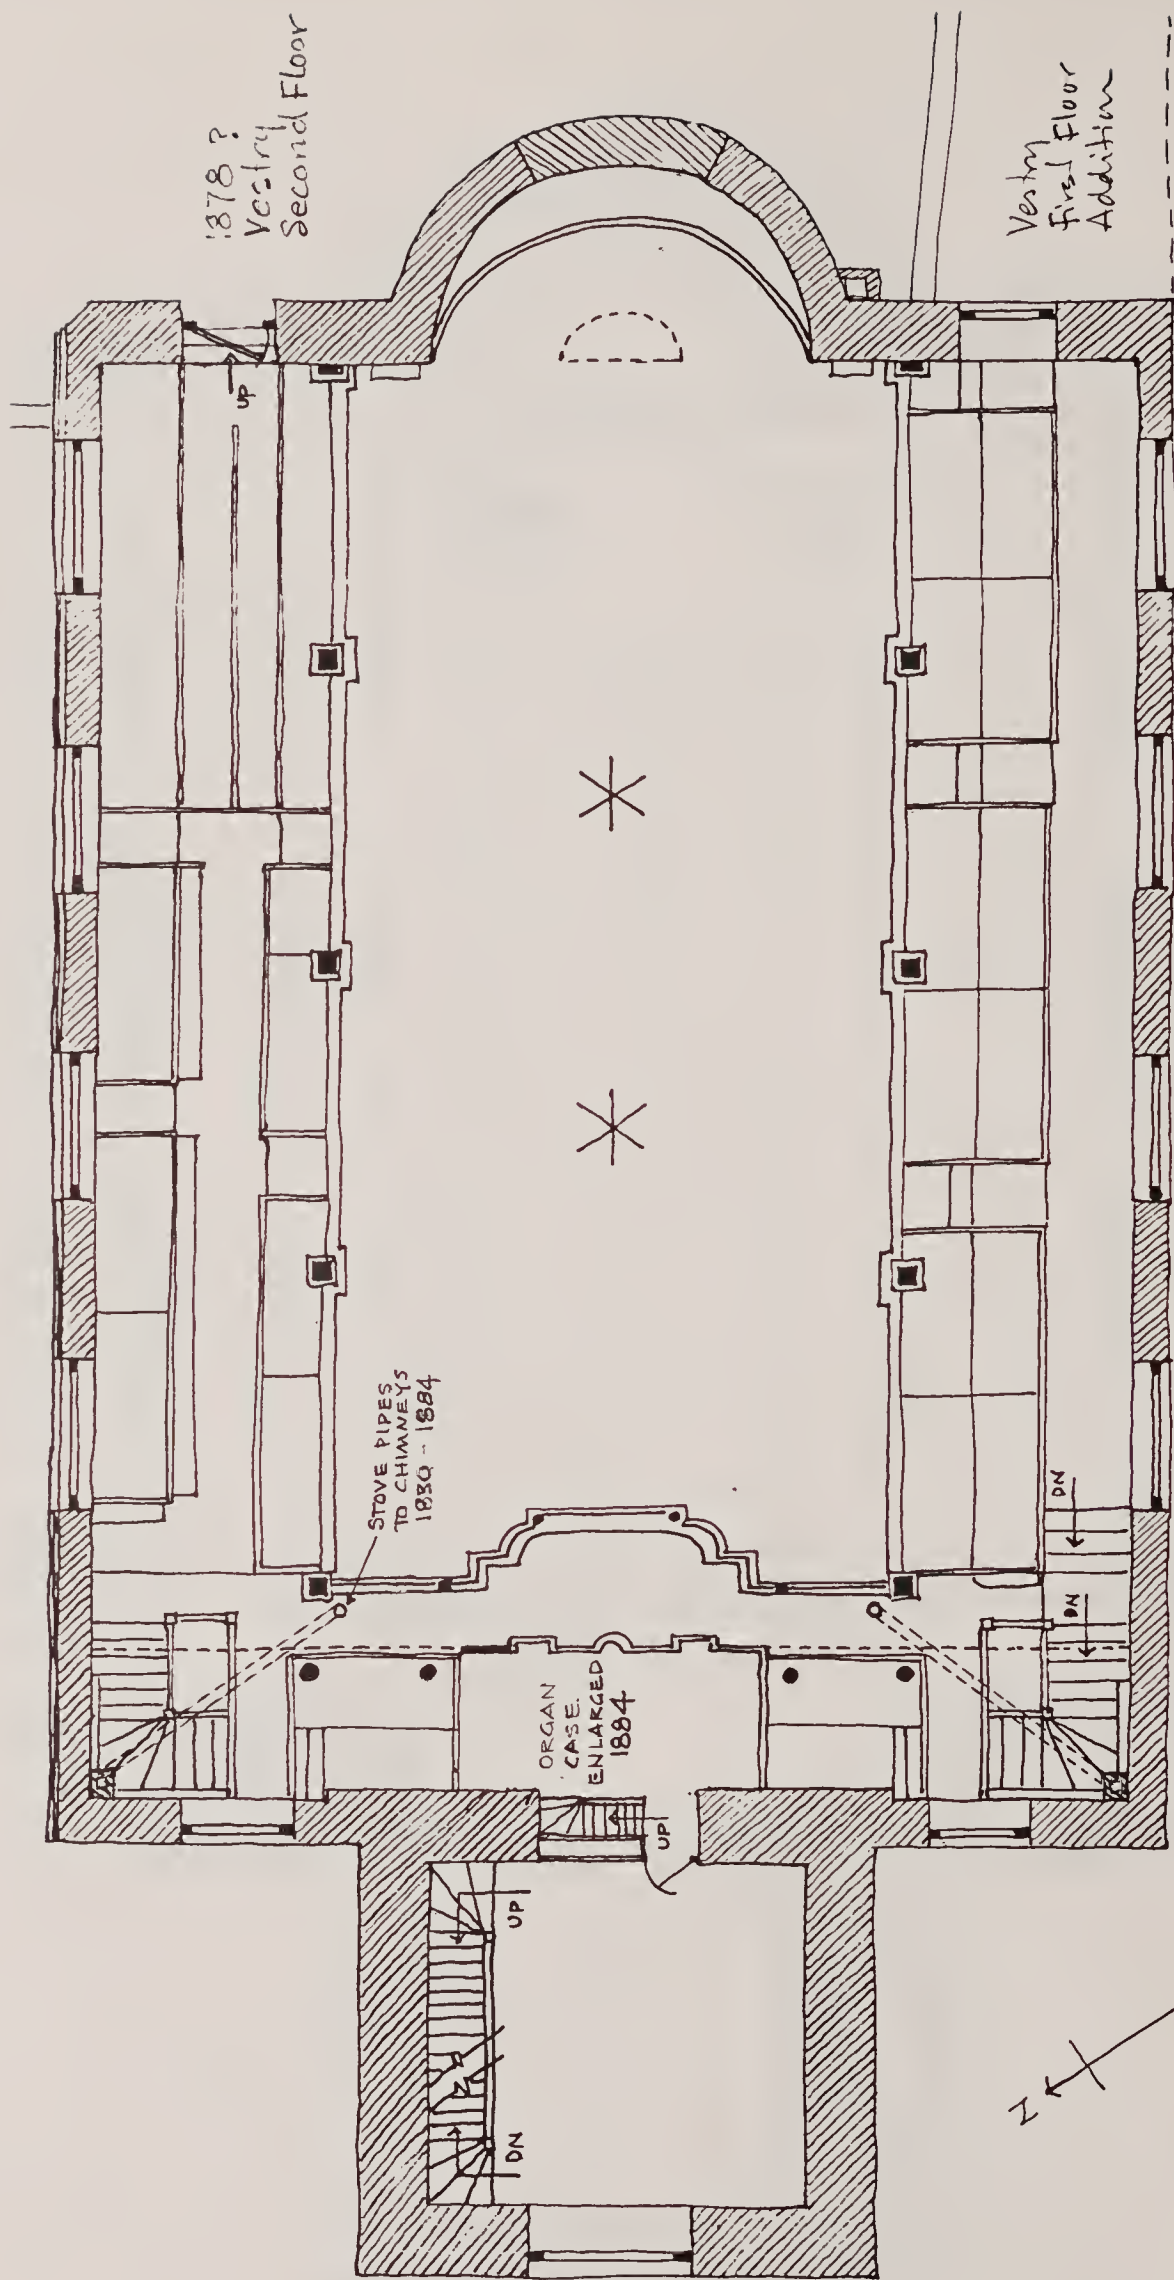 1878 ?
Vestry
Second Floor
Vestry
First Floor
Addition
UP
STOVE PIPES
TO CHIMNEYS
1830 - 1884
DN
DN
ORGAN
CASE
ENLARGED
1884
UP
UP
DN
N